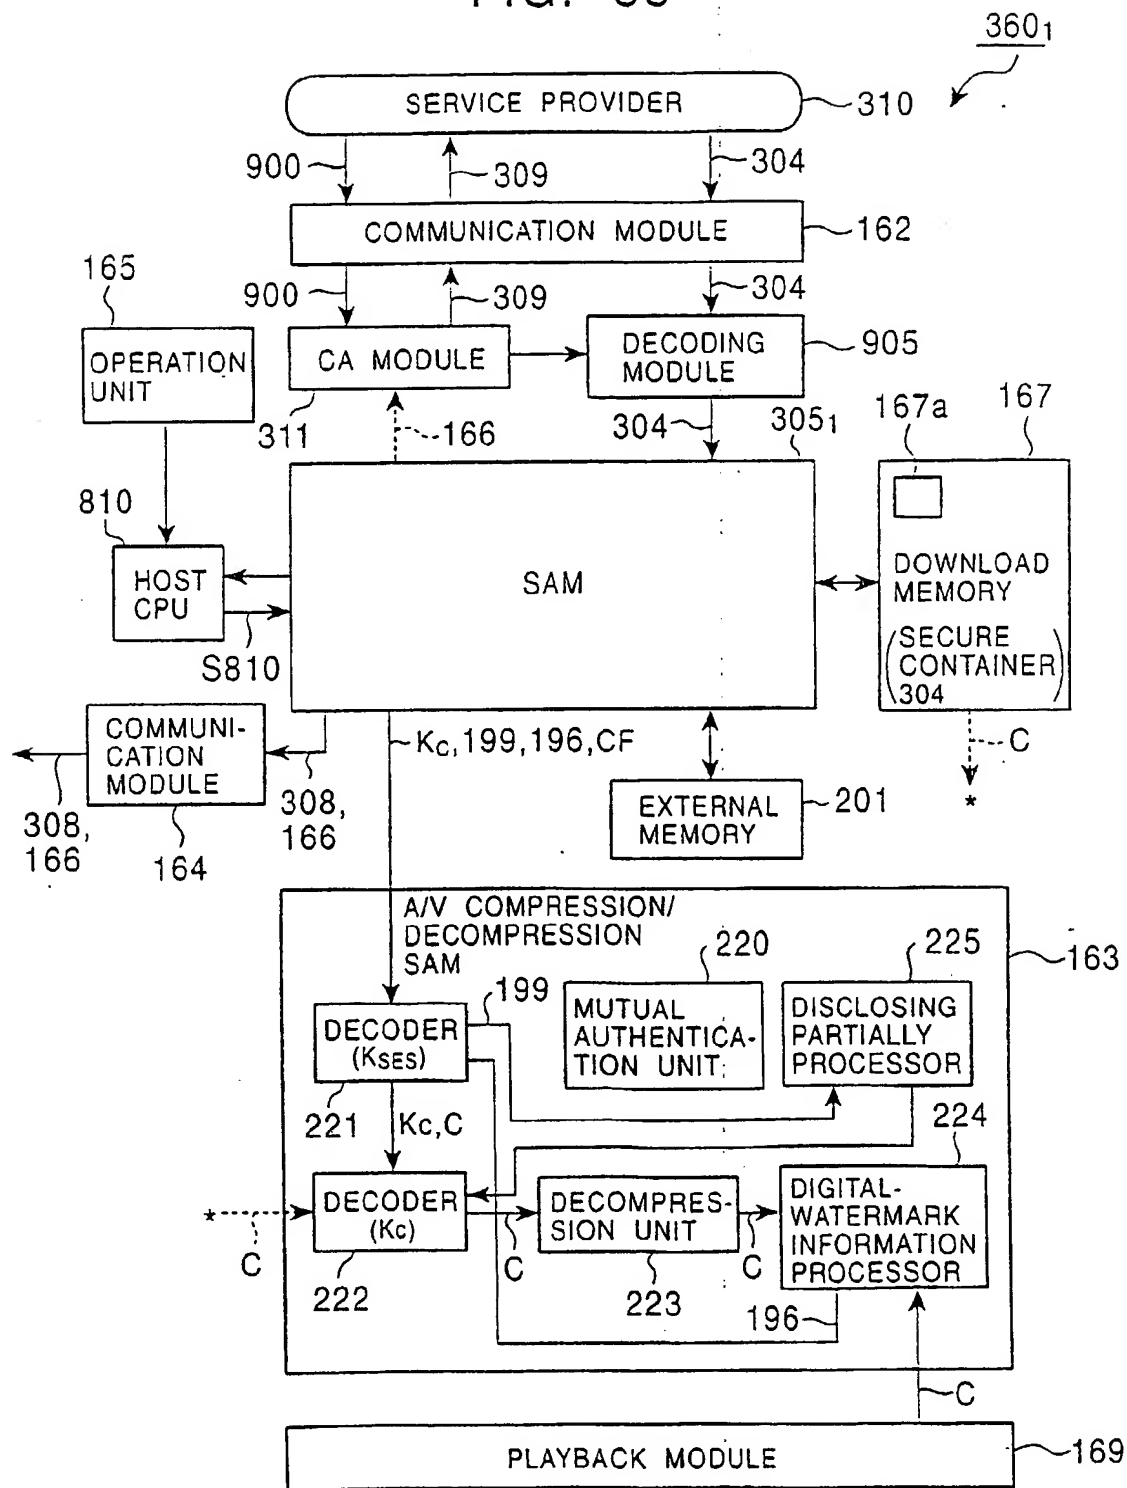 360₁
SERVICE PROVIDER
310
900
309
304
COMMUNICATION MODULE
162
165
900
309
304
OPERATION
UNIT
CA MODULE
DECODING
MODULE
905
311
166
304
305₁
167a
167
810
HOST
CPU
SAM
DOWNLOAD
MEMORY
(SECURE
CONTAINER
304)
S810
COMMUNI-
CATION
MODULE
Kc,199,196,CF
C
*
308,
166
164
308,
166
EXTERNAL
MEMORY
201
A/V COMPRESSION/
DECOMPRESSION
SAM
163
220
225
199
DECODER
(KSES)
MUTUAL
AUTHENTICA-
TION UNIT
DISCLOSING
PARTIALLY
PROCESSOR
221
Kc,C
224
*
C
DECODER
(Kc)
C
DECOMPRES-
SION UNIT
C
DIGITAL-
WATERMARK
INFORMATION
PROCESSOR
222
223
196
C
PLAYBACK MODULE
169